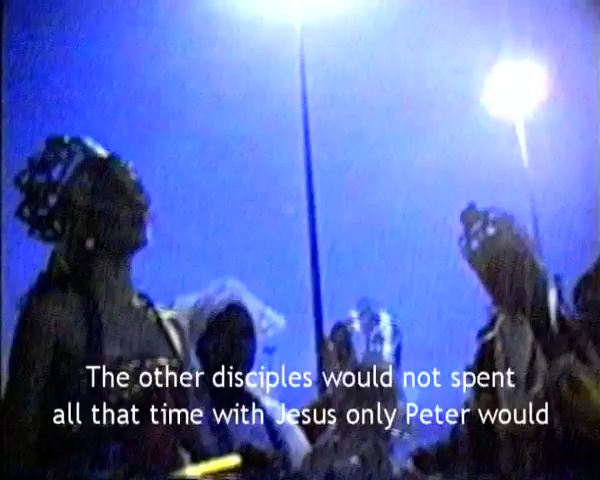 The other disciples would not spent
all that time with Jesus only Peter would